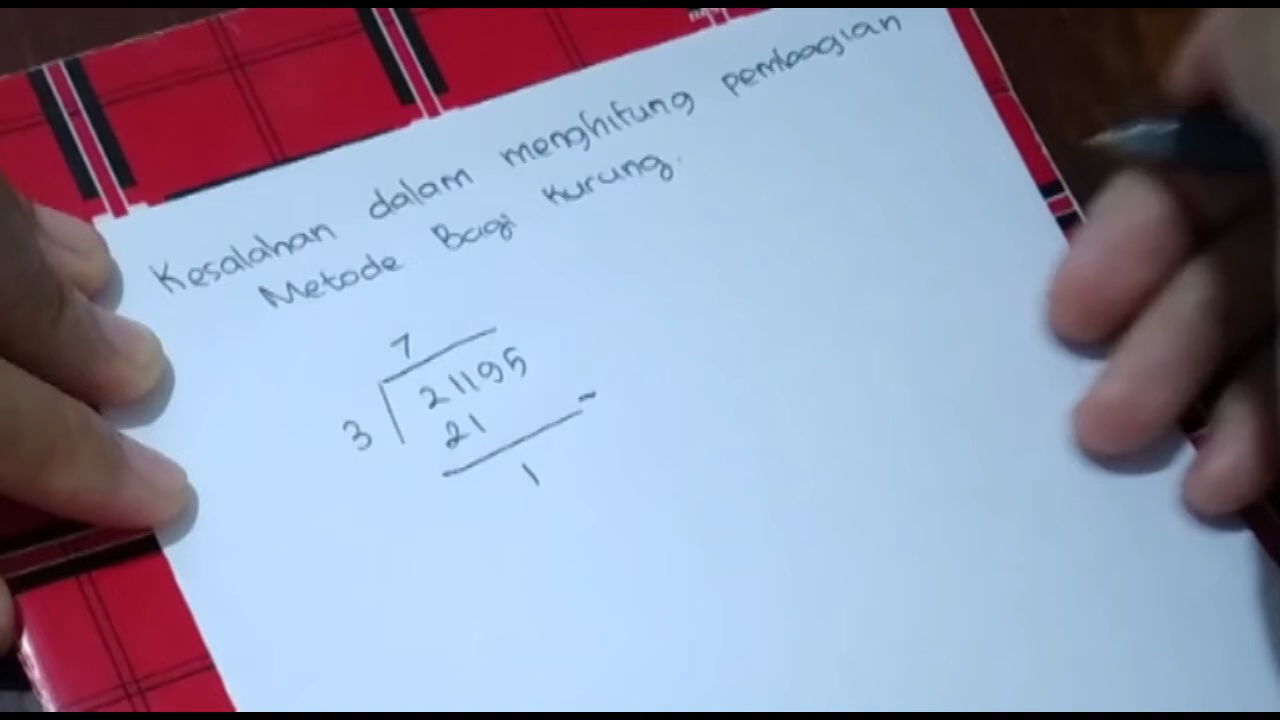 Kesalahan dalam menghitung pembagian
Metode Bagi Kurung.
7
3 21195
21 -
1